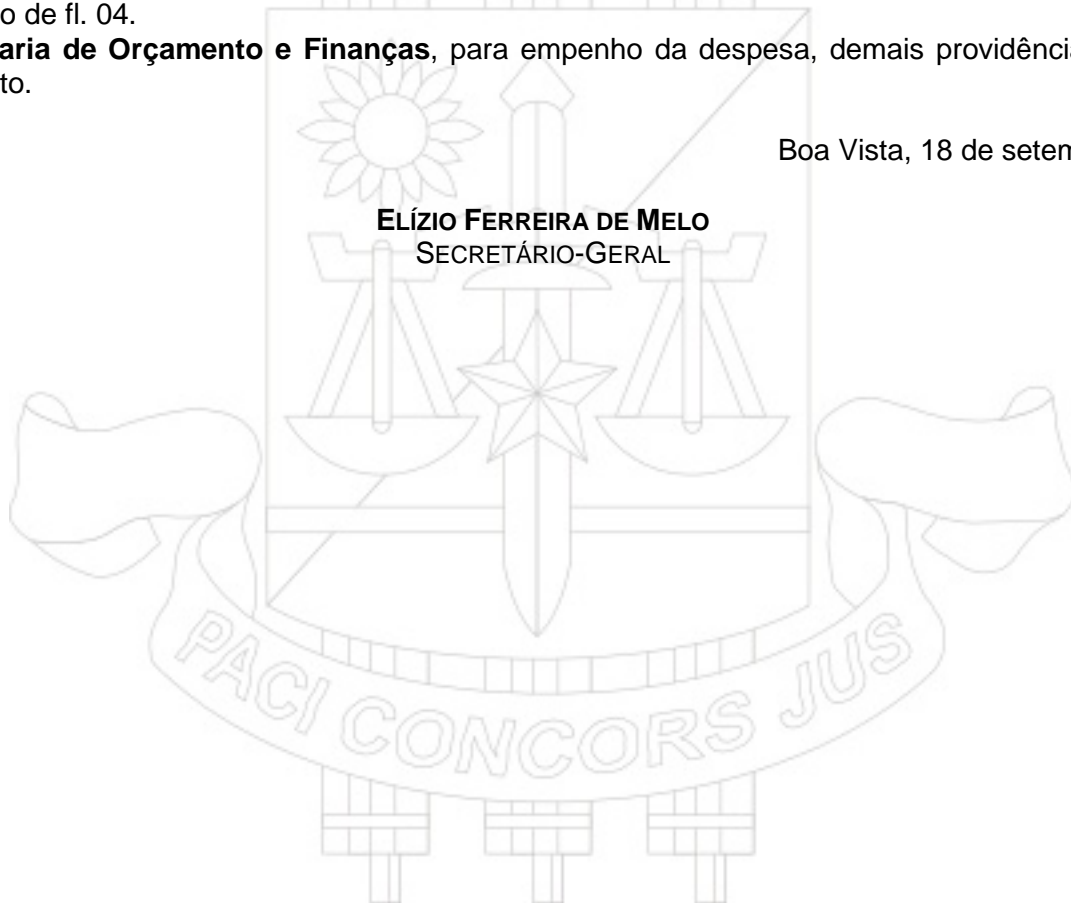 o de fl. 04.
aria de Orçamento e Finanças, para empenho da despesa, demais providência
to.
Boa Vista, 18 de setem
ELÍZIO FERREIRA DE MELO
SECRETÁRIO-GERAL
PACI CONCORS JUS